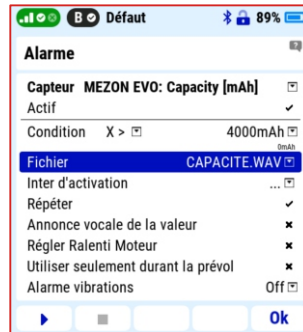 B Défaut 89%
Alarme
Capteur MEZON EVO: Capacity [mAh]
Actif
Condition X > 4000mAh
0mAh
Fichier CAPACITE.WAV
Inter d'activation ...
Répéter
Annonce vocale de la valeur
Régler Ralenti Moteur
Utiliser seulement durant la prévol
Alarme vibrations Off
Ok